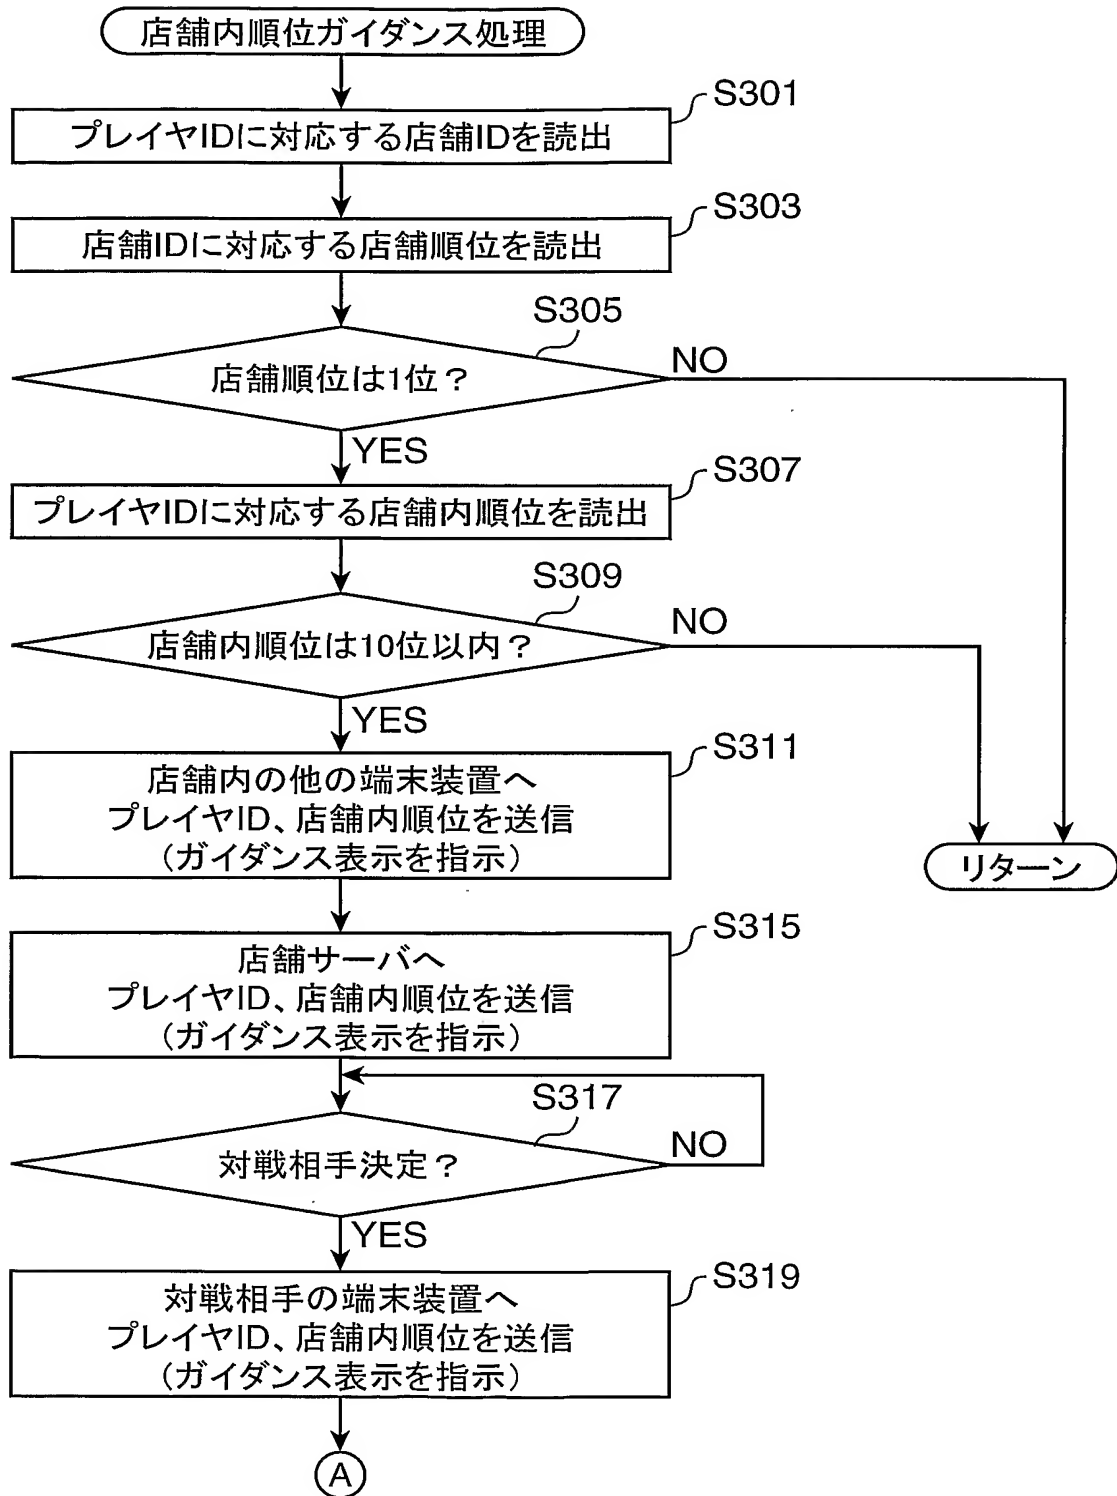 店舗内順位ガイダンス処理
S301
プレイヤIDに対応する店舗IDを読出
S303
店舗IDに対応する店舗順位を読出
S305
店舗順位は1位？
NO
YES
S307
プレイヤIDに対応する店舗内順位を読出
S309
店舗内順位は10位以内？
NO
YES
S311
店舗内の他の端末装置へ
プレイヤID、店舗内順位を送信
（ガイダンス表示を指示）
リターン
S315
店舗サーバへ
プレイヤID、店舗内順位を送信
（ガイダンス表示を指示）
S317
対戦相手決定？
NO
YES
S319
対戦相手の端末装置へ
プレイヤID、店舗内順位を送信
（ガイダンス表示を指示）
A